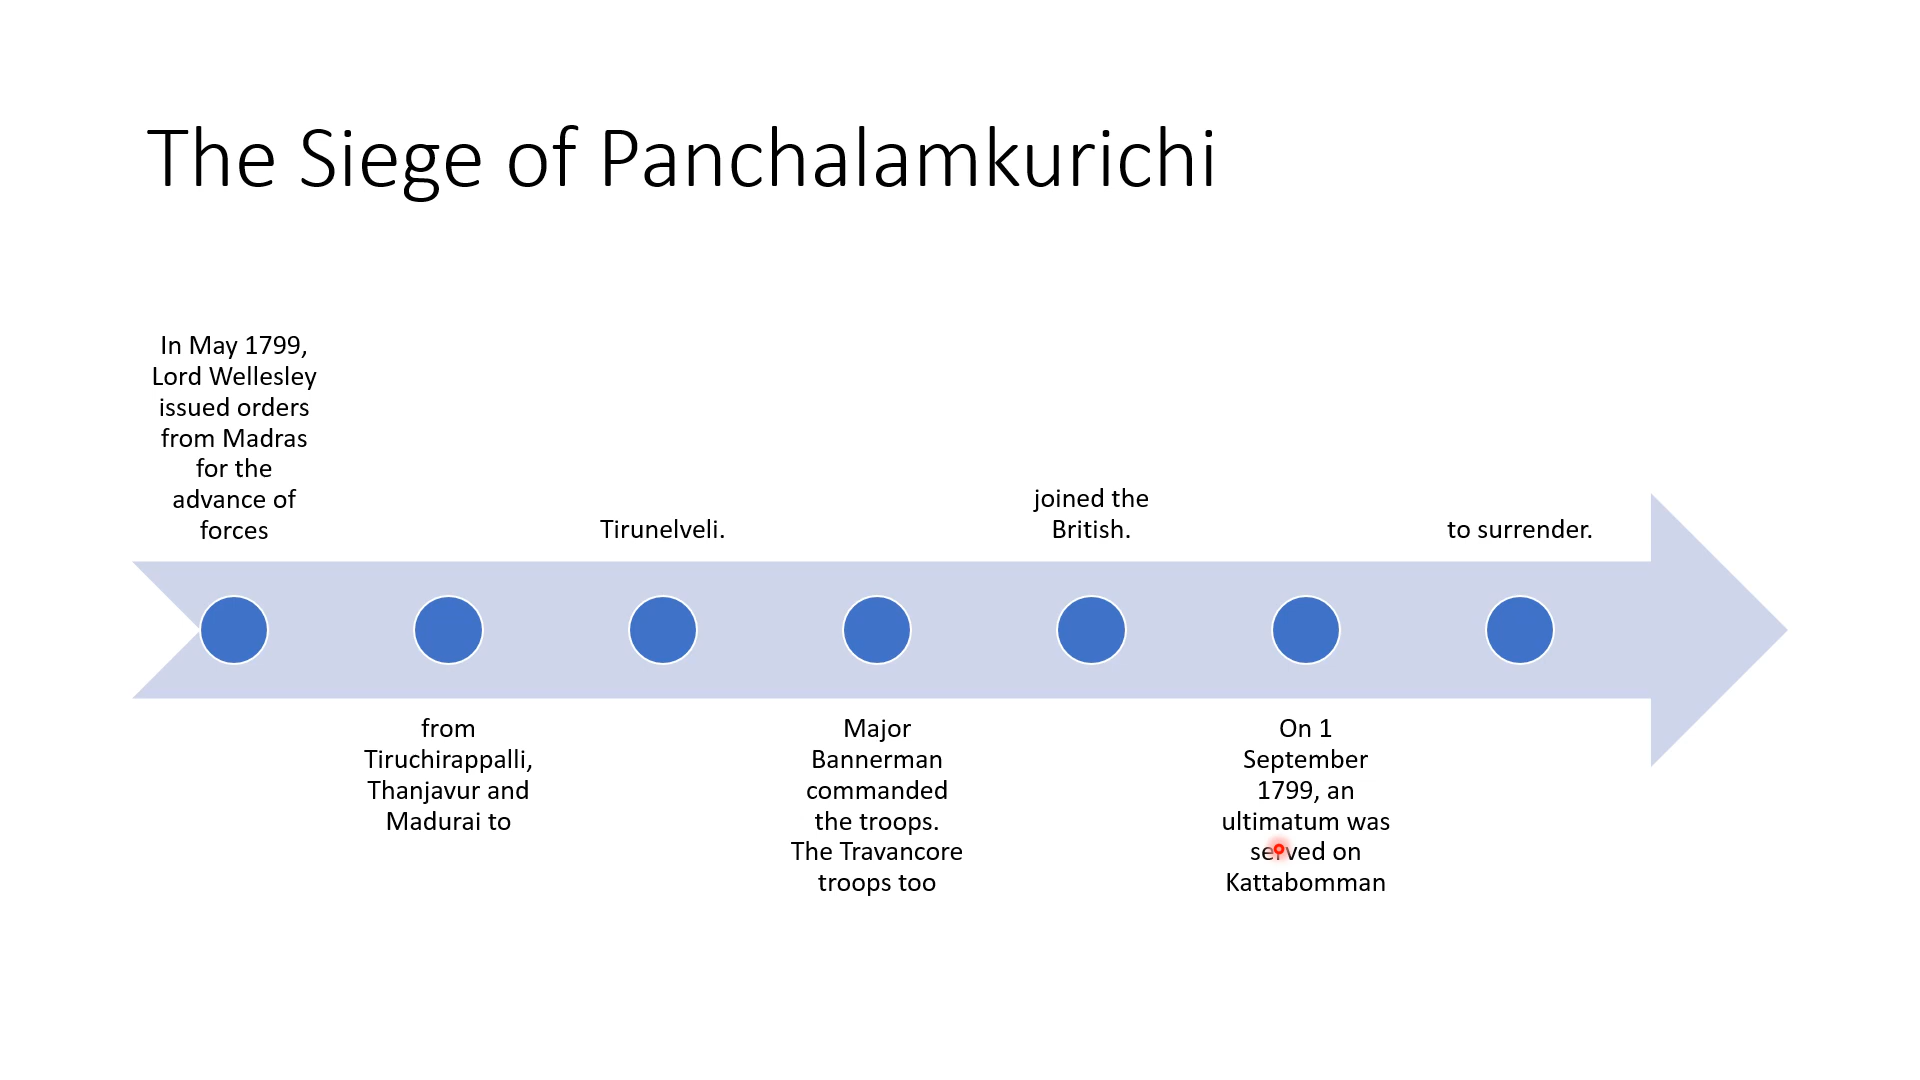 The Siege of Panchalamkurichi
In May 1799,
Lord Wellesley
issued orders
from Madras
for the
advance of
forces
from
Tiruchirappalli,
Thanjavur and
Madurai to
Tirunelveli.
Major
Bannerman
commanded
the troops.
The Travancore
troops too
joined the
British.
On 1
September
1799, an
ultimatum was
served on
Kattabomman
to surrender.